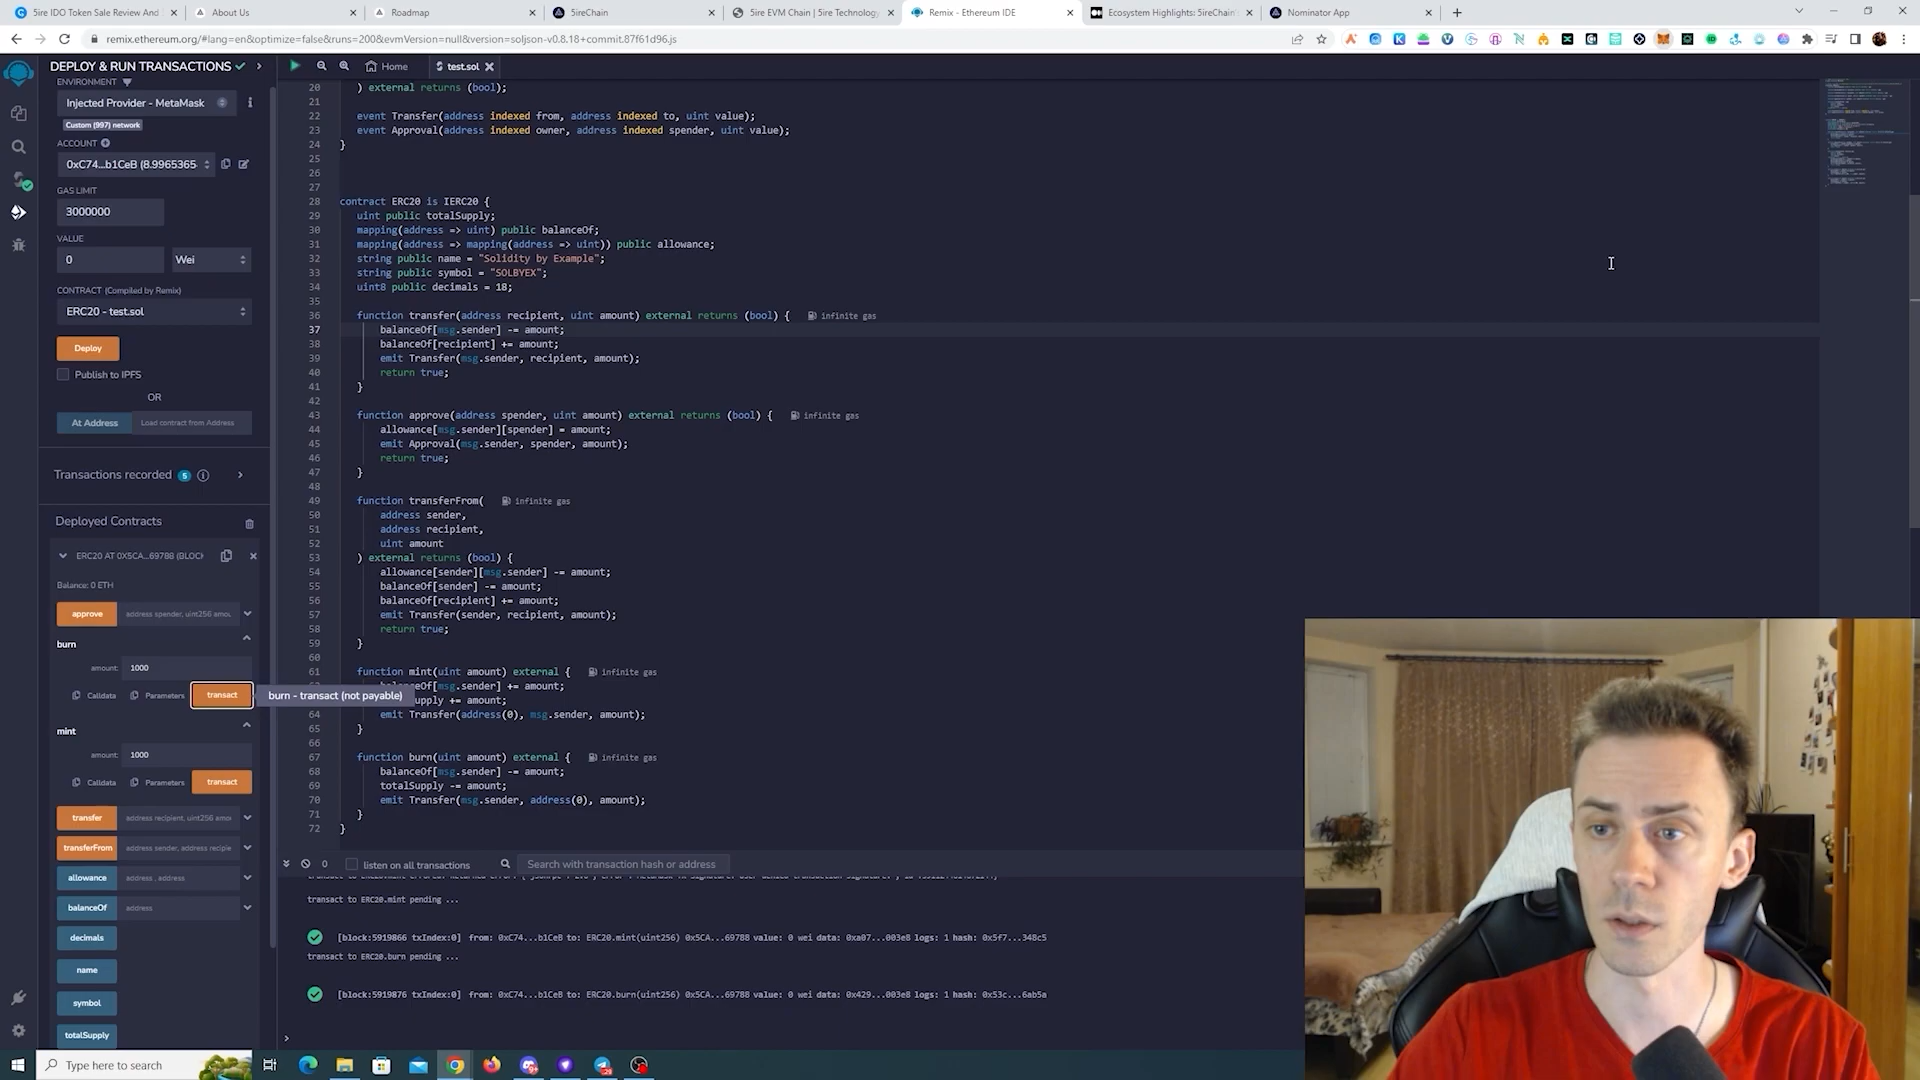 5ire IDO Token Sale Review And
About Us
Roadmap
5ireChain
5ire EVM Chain | 5ire Technology
Remix - Ethereum IDE
Ecosystem Highlights: 5ireChain's
Nominator App
remix.ethereum.org/#lang=en&optimize=false&runs=200&evmVersion=null&version=soljson-v0.8.18+commit.87f61d96.js
DEPLOY & RUN TRANSACTIONS
ENVIRONMENT
Injected Provider - MetaMask
Custom (997) network
ACCOUNT
0xC74...b1CeB (8.9965365
GAS LIMIT
3000000
VALUE
0
Wei
CONTRACT (Compiled by Remix)
ERC20 - test.sol
Deploy
Publish to IPFS
OR
At Address
Load contract from Address
Transactions recorded 5
Deployed Contracts
ERC20 AT 0X5CA...69788 (BLOCK
Balance: 0 ETH
approve address spender, uint256 amou
burn
amount: 1000
Calldata Parameters transact
burn - transact (not payable)
mint
amount: 1000
Calldata Parameters transact
transfer address recipient, uint256 amou
transferFrom address sender, address recipie
allowance address , address
balanceOf address
decimals
name
symbol
totalSupply
Home
test.sol
20 ) external returns (bool);
21
22 event Transfer(address indexed from, address indexed to, uint value);
23 event Approval(address indexed owner, address indexed spender, uint value);
24 }
25
26
27
28 contract ERC20 is IERC20 {
29 uint public totalSupply;
30 mapping(address => uint) public balanceOf;
31 mapping(address => mapping(address => uint)) public allowance;
32 string public name = "Solidity by Example";
33 string public symbol = "SOLBYEX";
34 uint8 public decimals = 18;
35
36 function transfer(address recipient, uint amount) external returns (bool) { infinite gas
37 balanceOf[msg.sender] -= amount;
38 balanceOf[recipient] += amount;
39 emit Transfer(msg.sender, recipient, amount);
40 return true;
41 }
42
43 function approve(address spender, uint amount) external returns (bool) { infinite gas
44 allowance[msg.sender][spender] = amount;
45 emit Approval(msg.sender, spender, amount);
46 return true;
47 }
48
49 function transferFrom( infinite gas
50 address sender,
51 address recipient,
52 uint amount
53 ) external returns (bool) {
54 allowance[sender][msg.sender] -= amount;
55 balanceOf[sender] -= amount;
56 balanceOf[recipient] += amount;
57 emit Transfer(sender, recipient, amount);
58 return true;
59 }
60
61 function mint(uint amount) external { infinite gas
eOf[msg.sender] += amount;
upply += amount;
64 emit Transfer(address(0), msg.sender, amount);
65 }
66
67 function burn(uint amount) external { infinite gas
68 balanceOf[msg.sender] -= amount;
69 totalSupply -= amount;
70 emit Transfer(msg.sender, address(0), amount);
71 }
72 }
0 listen on all transactions Search with transaction hash or address
transact to ERC20.mint pending ...
[block:5919866 txIndex:0] from: 0xC74...b1CeB to: ERC20.mint(uint256) 0x5CA...69788 value: 0 wei data: 0xa07...003e8 logs: 1 hash: 0x5f7...348c5
transact to ERC20.burn pending ...
[block:5919876 txIndex:0] from: 0xC74...b1CeB to: ERC20.burn(uint256) 0x5CA...69788 value: 0 wei data: 0x429...003e8 logs: 1 hash: 0x53c...6ab5a
>
Type here to search